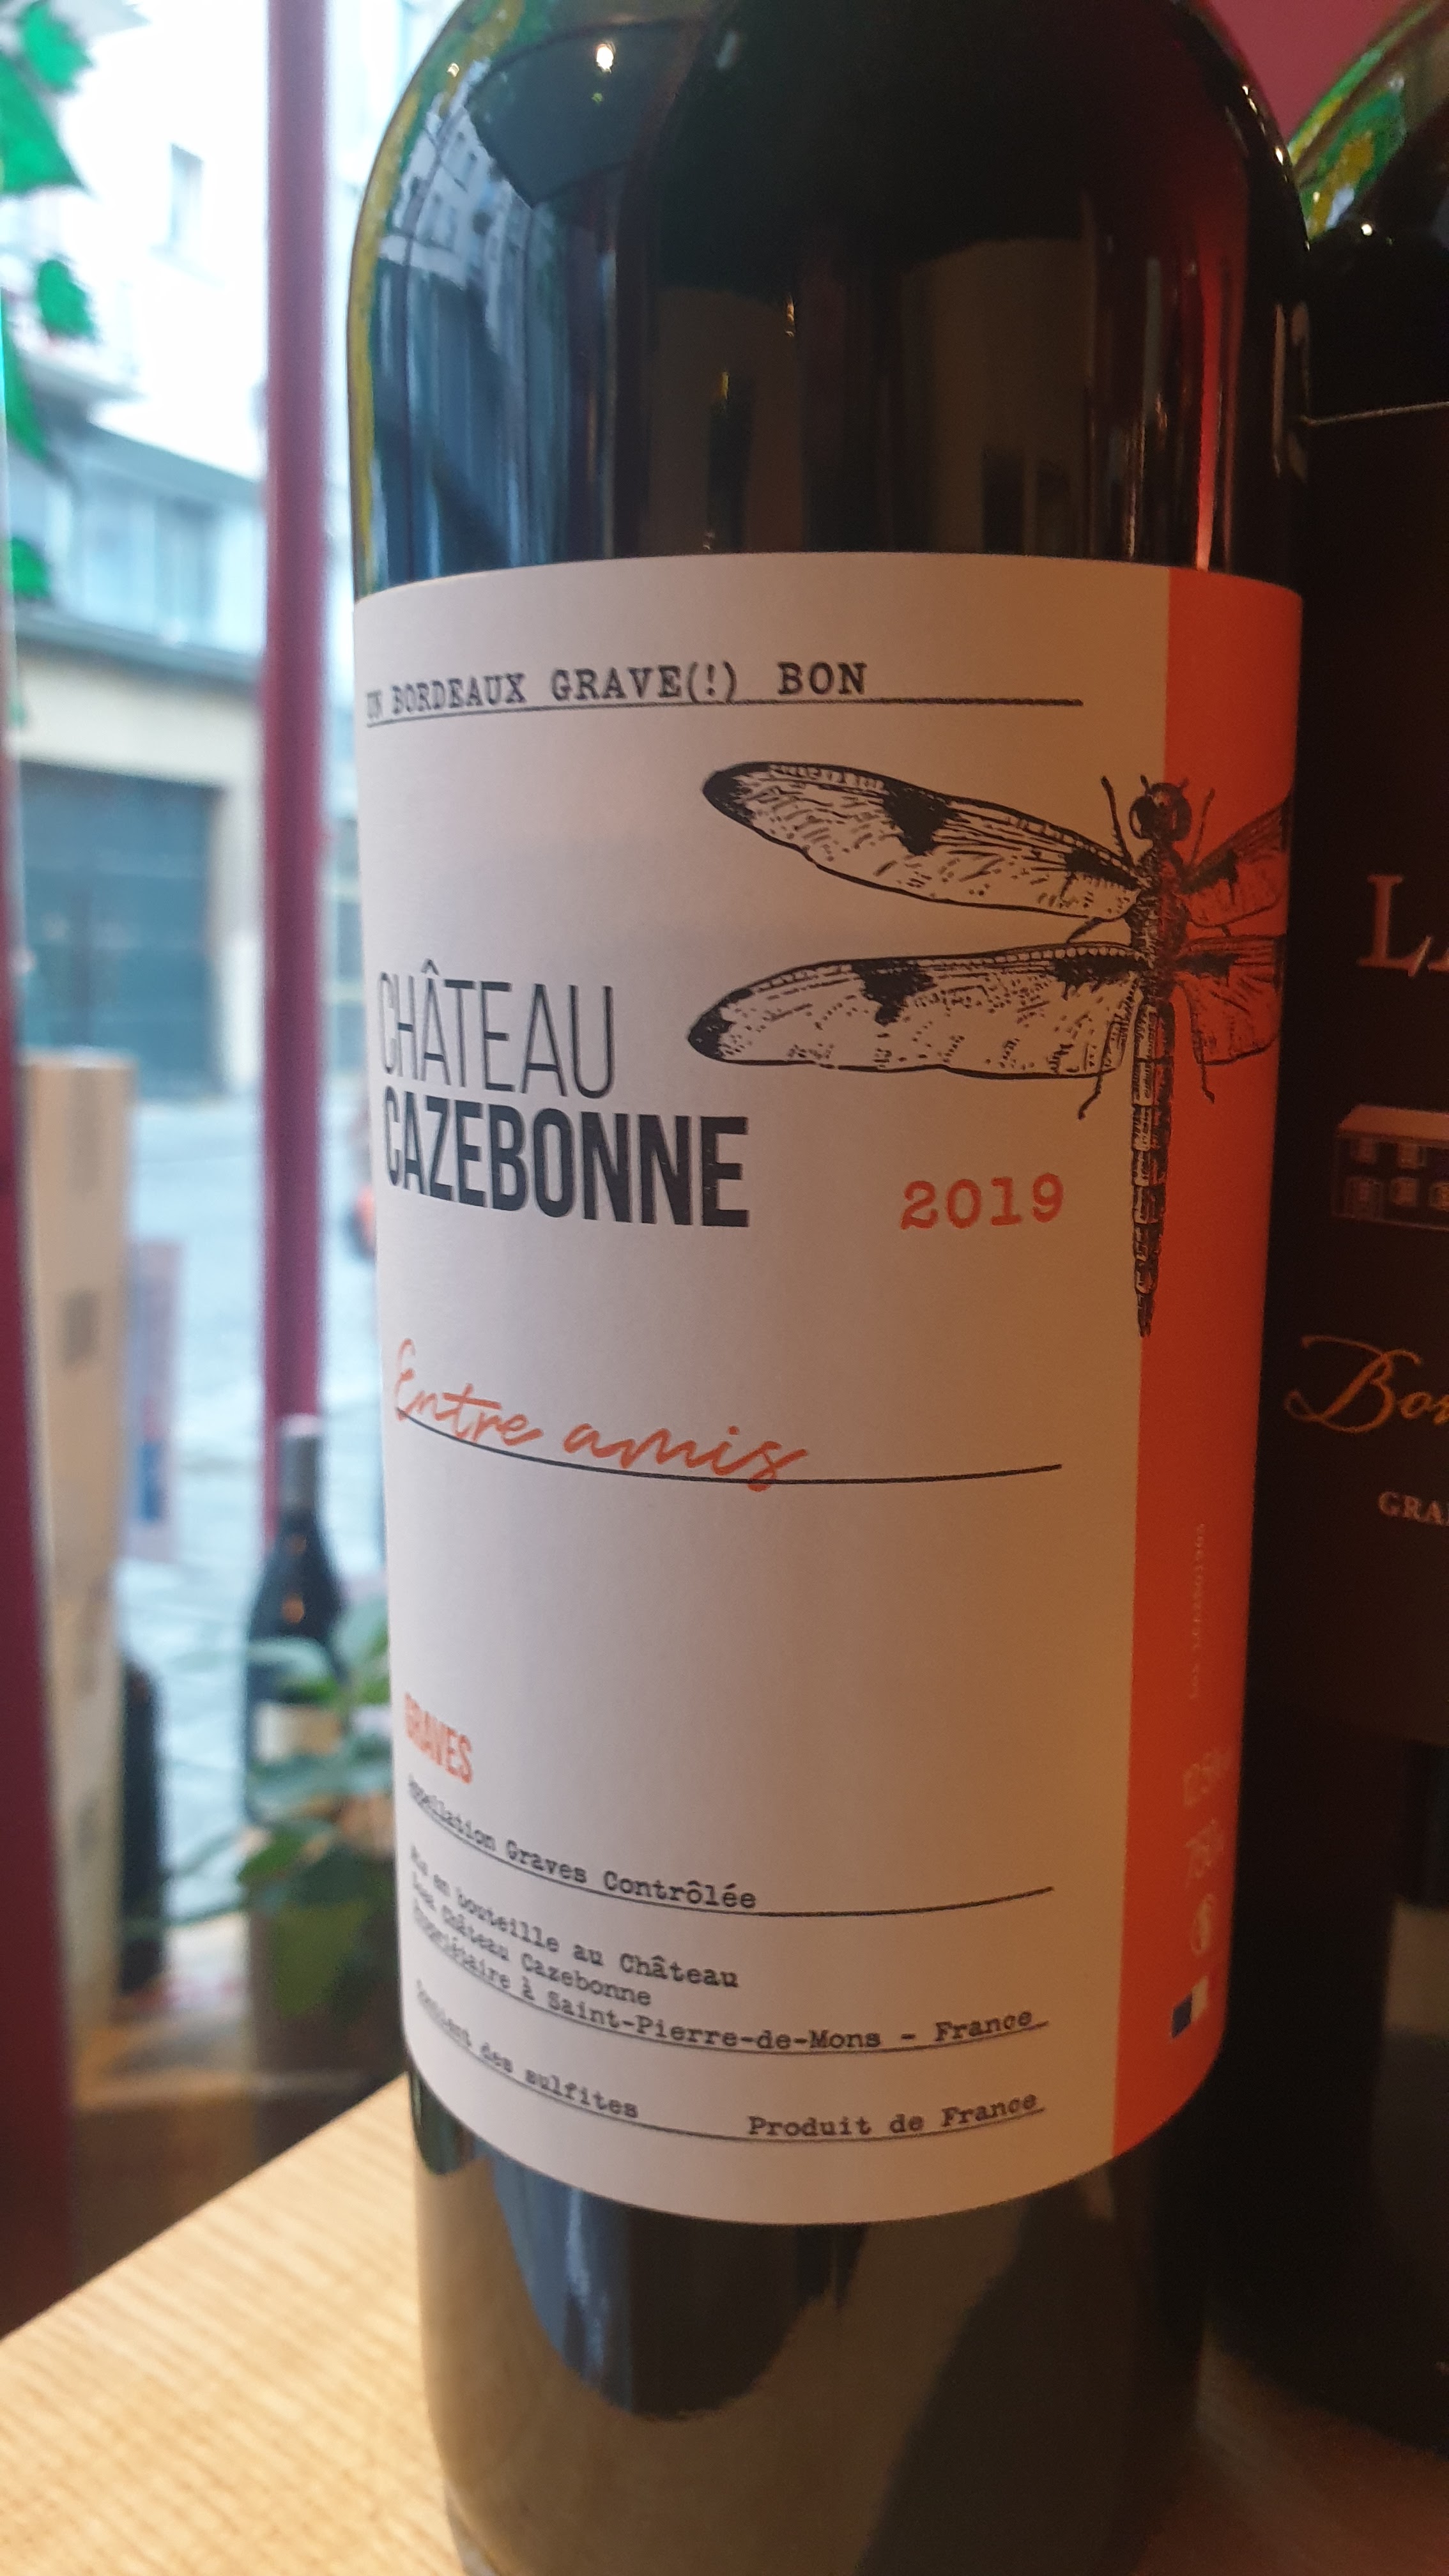 UN BORDEAUX GRAVE(!) BON
CHÂTEAU
CAZEBONNE
2019
Entre amis
GRAVES
Appellation Graves Contrôlée
Mis en bouteille au Château
Château Cazebonne
Propriétaire à Saint-Pierre-de-Mons - France
Contient des sulfites
Produit de France